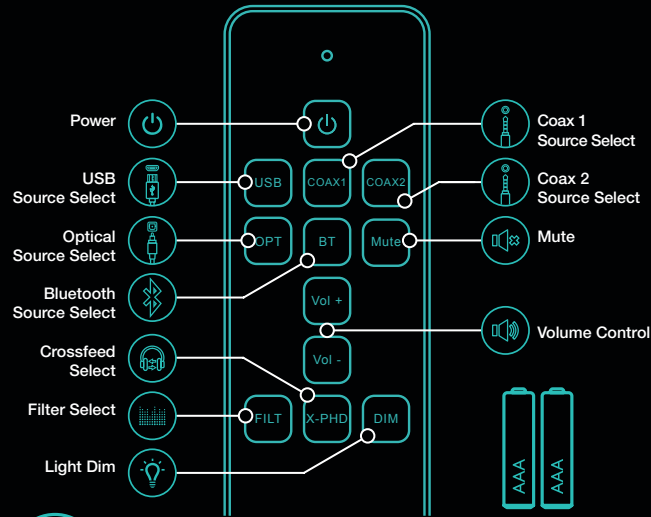 Power
USB
Source Select
Optical
Source Select
Bluetooth
Source Select
Crossfeed
Select
Filter Select
Light Dim
USB
COAX1
COAX2
OPT
BT
Mute
Vol +
Vol -
FILT
X-PHD
DIM
Coax 1
Source Select
Coax 2
Source Select
Mute
Volume Control
AAA
AAA